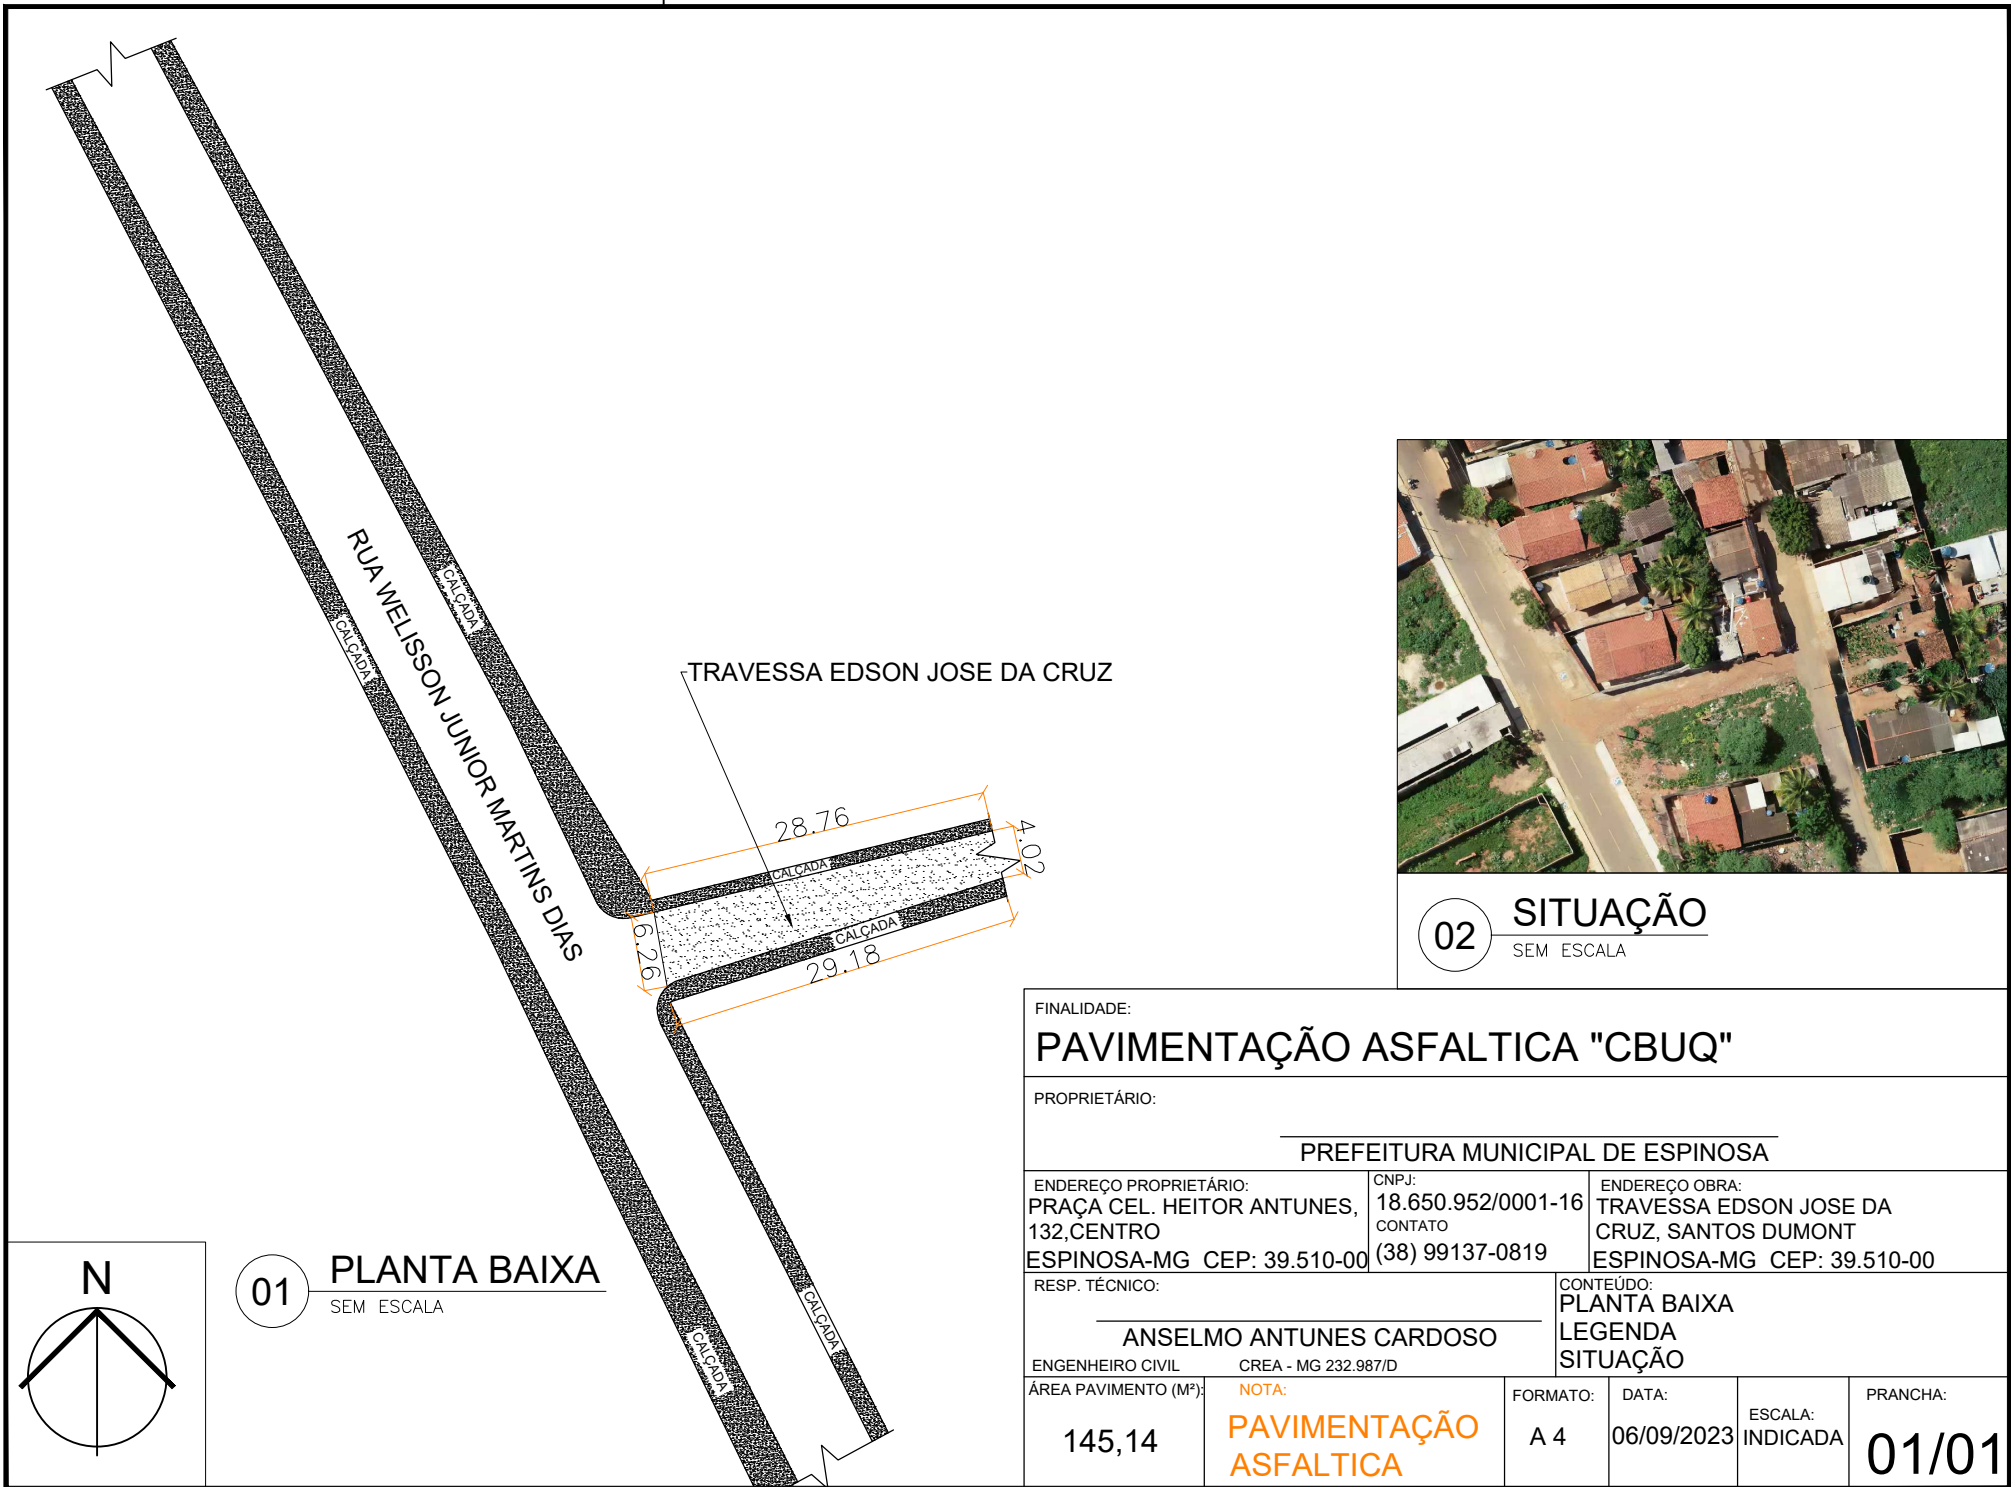 RUA WELISSON JUNIOR MARTINS DIAS
CALÇADA
CALÇADA
TRAVESSA EDSON JOSE DA CRUZ
28.76
4.02
CALÇADA
CALÇADA
6.26
29.18
CALÇADA
CALÇADA
N
01
PLANTA BAIXA
SEM ESCALA
02
SITUAÇÃO
SEM ESCALA
FINALIDADE:
PAVIMENTAÇÃO ASFALTICA "CBUQ"
PROPRIETÁRIO:
PREFEITURA MUNICIPAL DE ESPINOSA
ENDEREÇO PROPRIETÁRIO:
PRAÇA CEL. HEITOR ANTUNES,
132,CENTRO
ESPINOSA-MG CEP: 39.510-00
CNPJ:
18.650.952/0001-16
CONTATO
(38) 99137-0819
ENDEREÇO OBRA:
TRAVESSA EDSON JOSE DA
CRUZ, SANTOS DUMONT
ESPINOSA-MG CEP: 39.510-00
RESP. TÉCNICO:
ANSELMO ANTUNES CARDOSO
ENGENHEIRO CIVIL CREA - MG 232.987/D
CONTEÚDO:
PLANTA BAIXA
LEGENDA
SITUAÇÃO
ÁREA PAVIMENTO (M²):
145,14
NOTA:
PAVIMENTAÇÃO
ASFALTICA
FORMATO:
A 4
DATA:
06/09/2023
ESCALA:
INDICADA
PRANCHA:
01/01